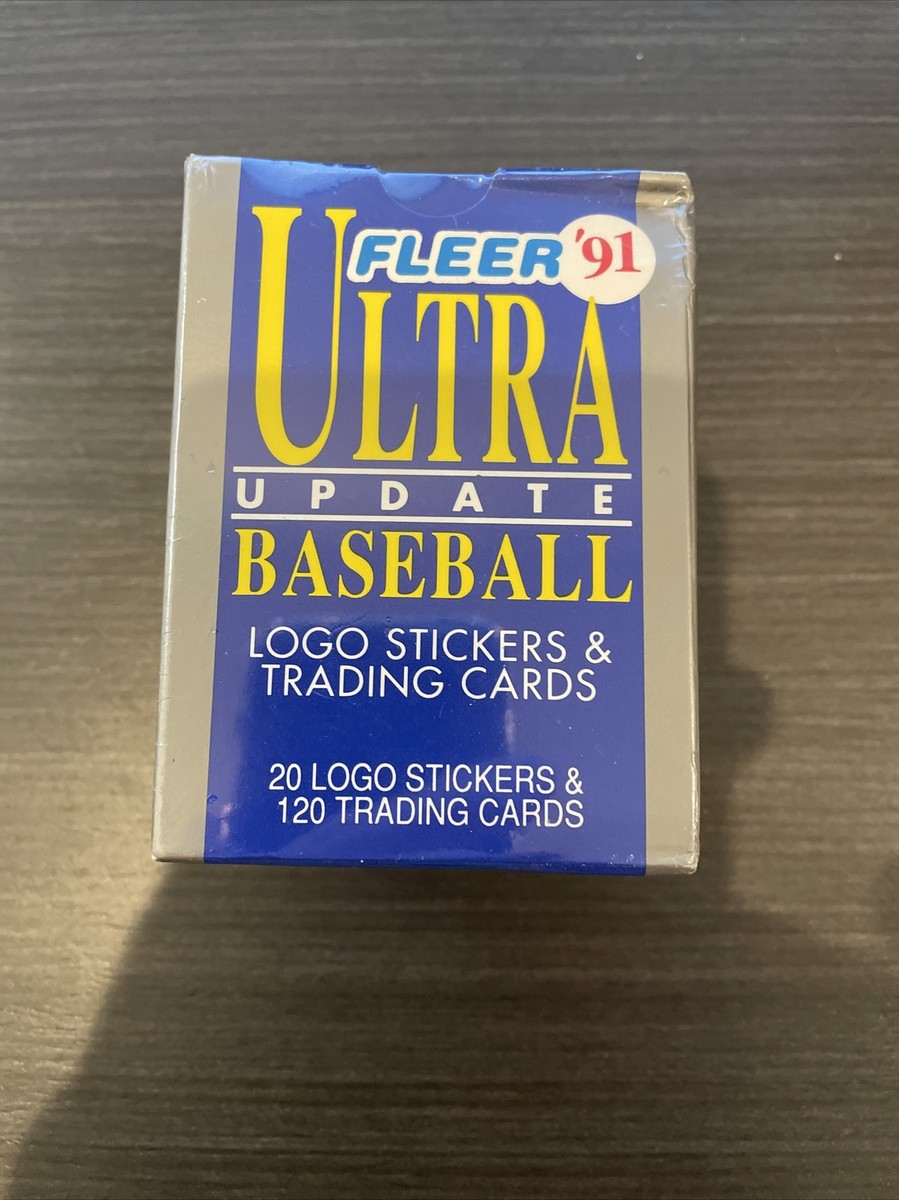 FLEER '91
ULTRA
UPDATE
BASEBALL
LOGO STICKERS &
TRADING CARDS
20 LOGO STICKERS &
120 TRADING CARDS